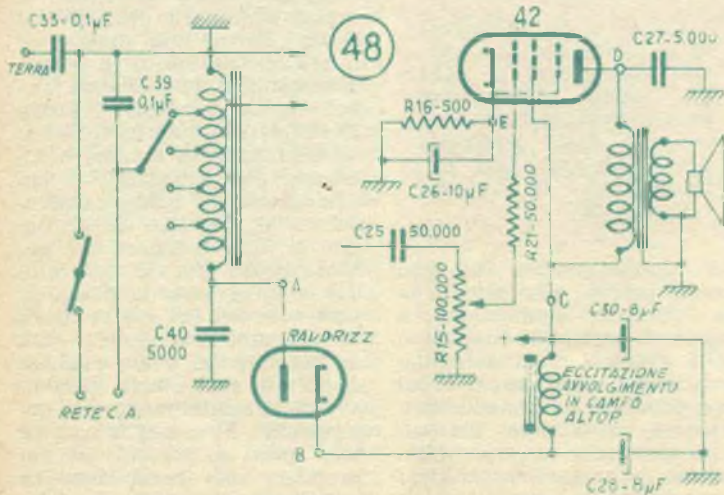 C33-0,1µF
TERRA
C39
0,1µF
48
42
D
C27-5.000
R16-500
E
C26-10µF
C25 50.000
R21-50.000
R15-100.000
A
C40
5000
RADDRIZZ
C
C30-8µF
+
ECCITAZIONE
AVVOLGIMENTO
IN CAMPO
ALTOP.
RETE C.A.
B
C28-8µF